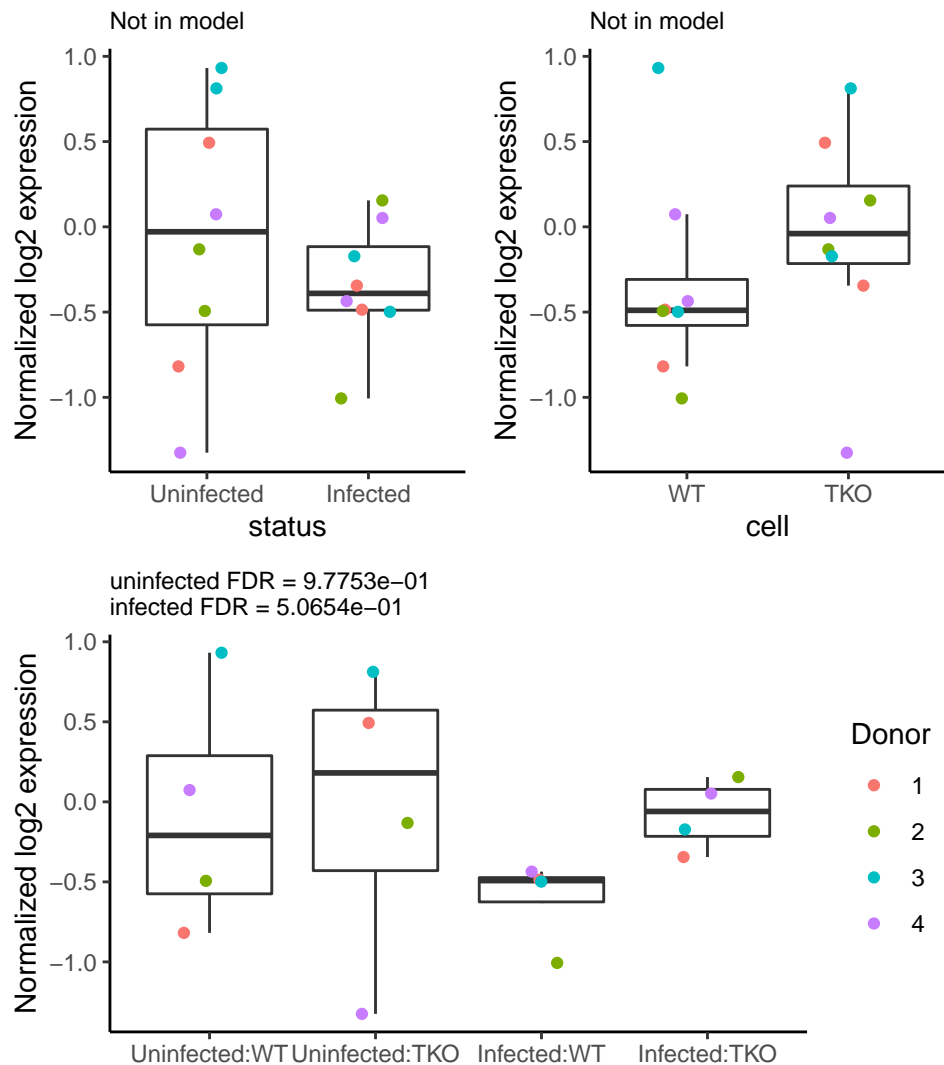 Not in model
Normalized log2 expression
1.0
0.5
0.0
−0.5
−1.0
Uninfected Infected
status
Not in model
Normalized log2 expression
1.0
0.5
0.0
−0.5
−1.0
WT TKO
cell
uninfected FDR = 9.7753e−01
infected FDR = 5.0654e−01
Normalized log2 expression
1.0
0.5
0.0
−0.5
−1.0
Uninfected:WT Uninfected:TKO Infected:WT Infected:TKO
Donor
1
2
3
4